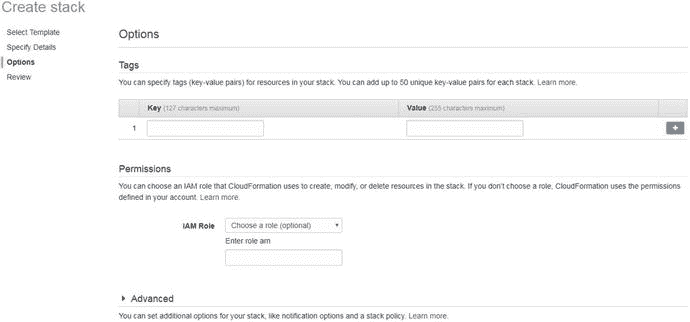 Create stack
Select Template
Specify Details
Options
Review
Options
Tags
You can specify tags (key-value pairs) for resources in your stack. You can add up to 50 unique key-value pairs for each stack. Learn more.
Key (127 characters maximum) Value (255 characters maximum)
1 +
Permissions
You can choose an IAM role that CloudFormation uses to create, modify, or delete resources in the stack. If you don't choose a role, CloudFormation uses the permissions
defined in your account. Learn more.
IAM Role Choose a role (optional)
Enter role arn
Advanced
You can set additional options for your stack, like notification options and a stack policy. Learn more.